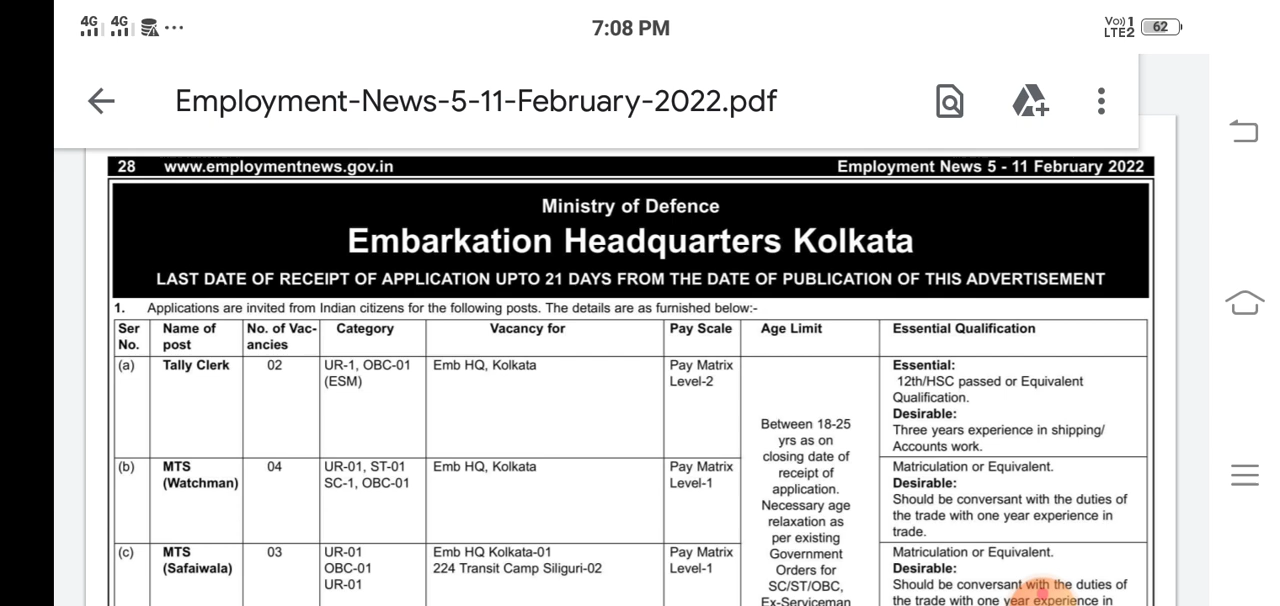 4G 4G ... 7:08 PM Vo)) 1 LTE2 62
Employment-News-5-11-February-2022.pdf
28 www.employmentnews.gov.in Employment News 5 - 11 February 2022
Ministry of Defence
Embarkation Headquarters Kolkata
LAST DATE OF RECEIPT OF APPLICATION UPTO 21 DAYS FROM THE DATE OF PUBLICATION OF THIS ADVERTISEMENT
1. Applications are invited from Indian citizens for the following posts. The details are as furnished below:-
Ser No.
Name of post
No. of Vac-
ancies
Category
Vacancy for
Pay Scale
Age Limit
Essential Qualification
(a)
Tally Clerk
02
UR-1, OBC-01
(ESM)
Emb HQ, Kolkata
Pay Matrix
Level-2
Between 18-25
yrs as on
closing date of
receipt of
application.
Necessary age
relaxation as
per existing
Government
Orders for
SC/ST/OBC,
Ex-Serviceman
Essential:
12th/HSC passed or Equivalent
Qualification.
Desirable:
Three years experience in shipping/
Accounts work.
(b)
MTS
(Watchman)
04
UR-01, ST-01
SC-1, OBC-01
Emb HQ, Kolkata
Pay Matrix
Level-1
Matriculation or Equivalent.
Desirable:
Should be conversant with the duties of
the trade with one year experience in
trade.
(c)
MTS
(Safaiwala)
03
UR-01
OBC-01
UR-01
Emb HQ Kolkata-01
224 Transit Camp Siliguri-02
Pay Matrix
Level-1
Matriculation or Equivalent.
Desirable:
Should be conversant with the duties of
the trade with one year experience in